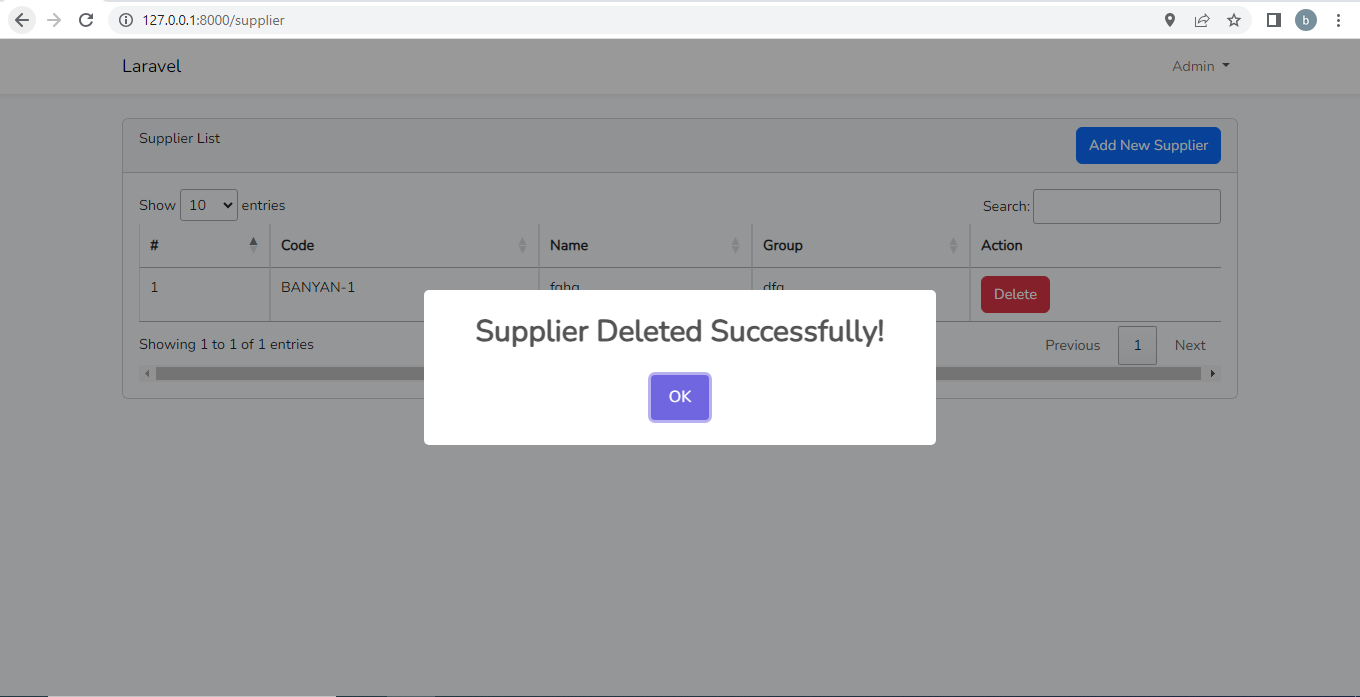 127.0.0.1:8000/supplier
b
Laravel
Admin
Supplier List
Add New Supplier
Show 10 entries
Search:
# Code Name Group Action
1 BANYAN-1 fghg dfg Delete
Supplier Deleted Successfully!
OK
Showing 1 to 1 of 1 entries
Previous 1 Next